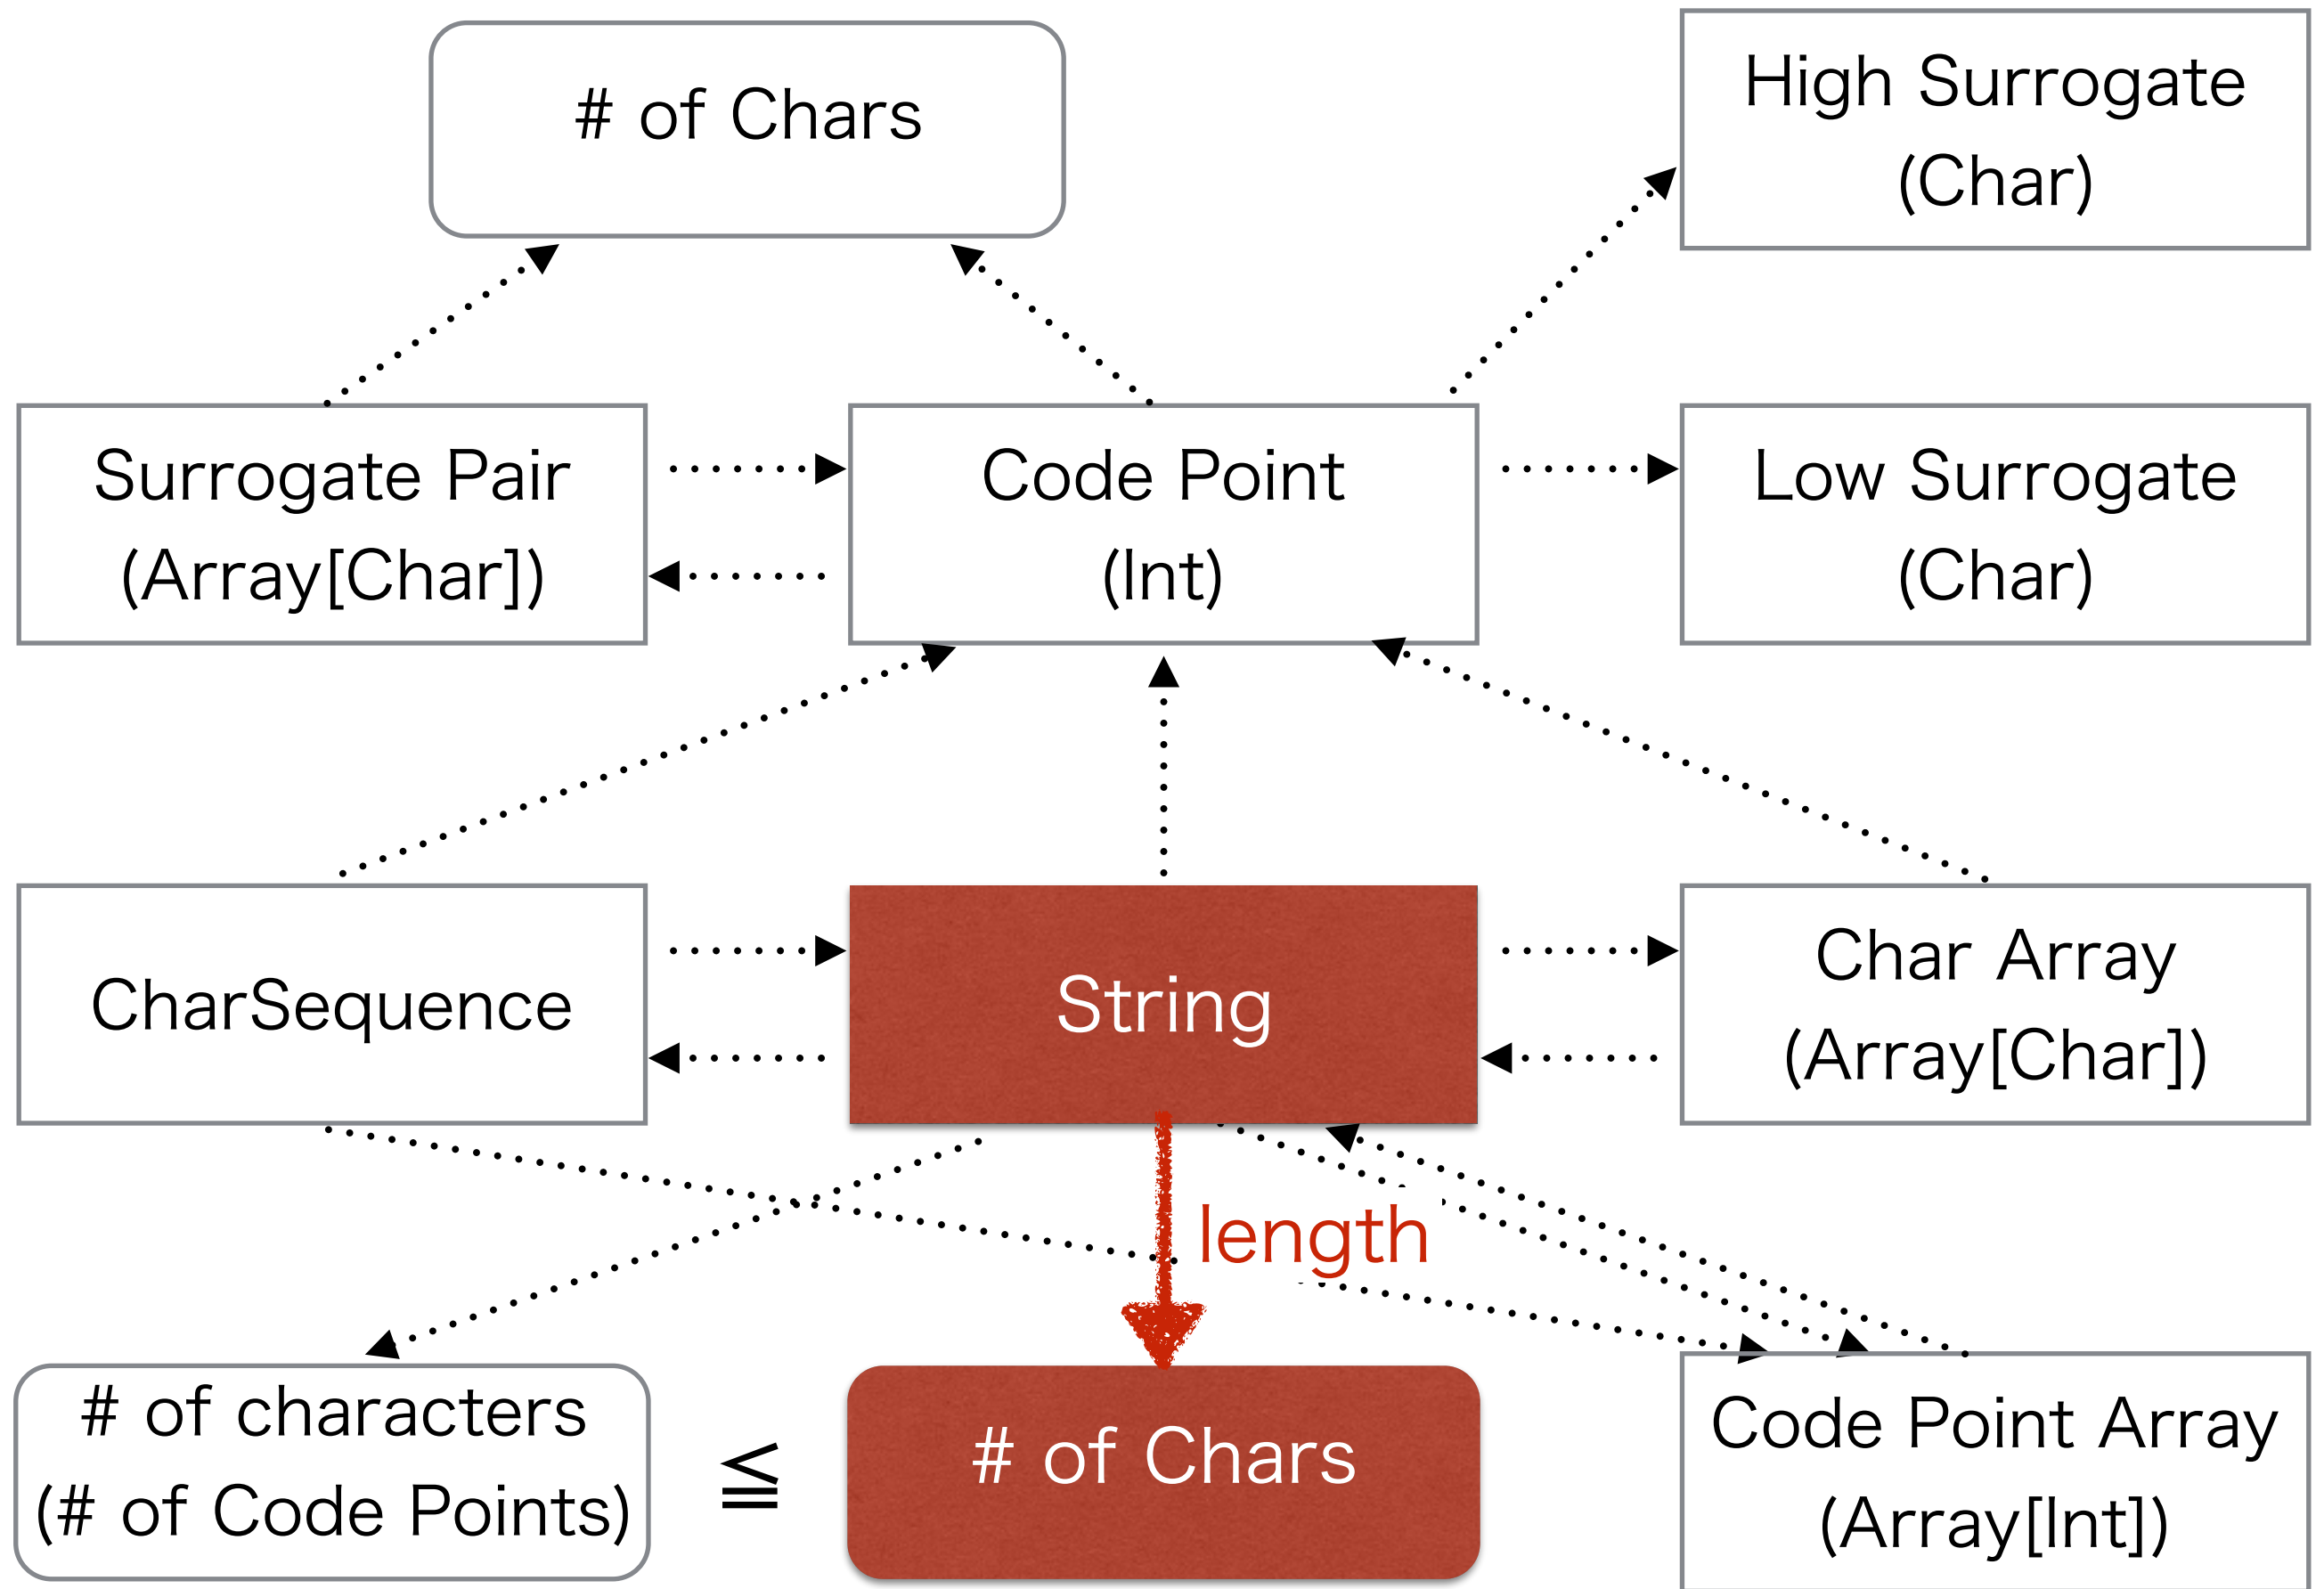 # of Chars
High Surrogate
(Char)
Surrogate Pair
(Array[Char])
Code Point
(Int)
Low Surrogate
(Char)
CharSequence
String
Char Array
(Array[Char])
length
# of characters
(# of Code Points)
≦
# of Chars
Code Point Array
(Array[Int])